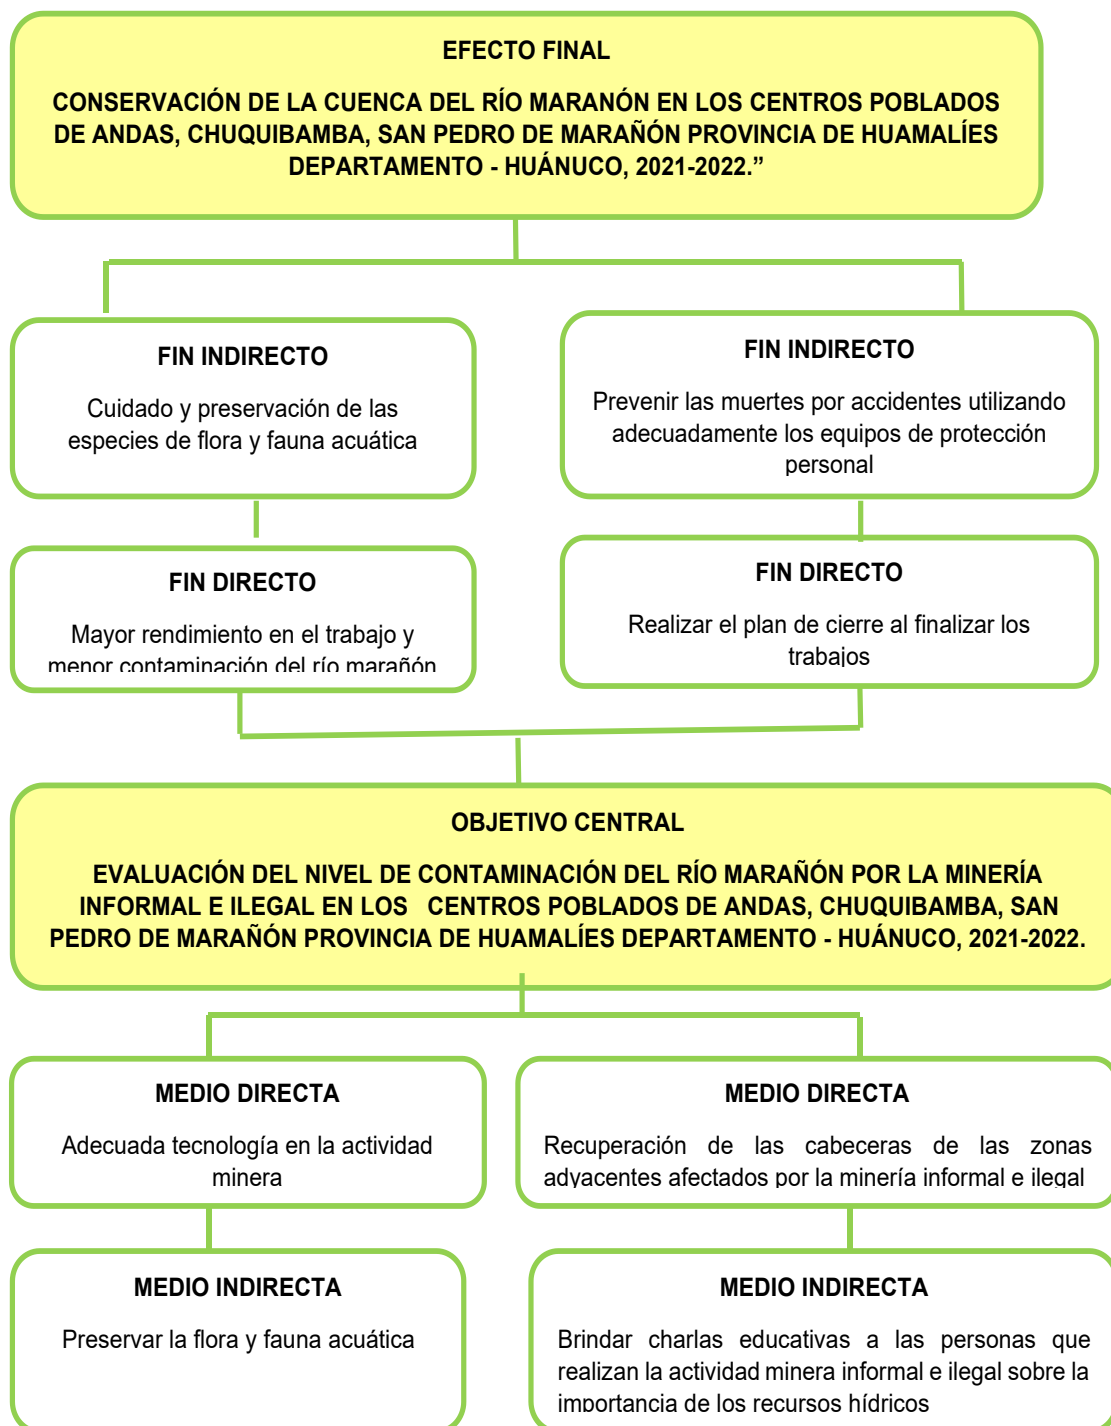 EFECTO FINAL
CONSERVACIÓN DE LA CUENCA DEL RÍO MARANÓN EN LOS CENTROS POBLADOS
DE ANDAS, CHUQUIBAMBA, SAN PEDRO DE MARAÑÓN PROVINCIA DE HUAMALÍES
DEPARTAMENTO - HUÁNUCO, 2021-2022.”
FIN INDIRECTO
Cuidado y preservación de las
especies de flora y fauna acuática
FIN INDIRECTO
Prevenir las muertes por accidentes utilizando
adecuadamente los equipos de protección
personal
FIN DIRECTO
Mayor rendimiento en el trabajo y
menor contaminación del río marañón
FIN DIRECTO
Realizar el plan de cierre al finalizar los
trabajos
OBJETIVO CENTRAL
EVALUACIÓN DEL NIVEL DE CONTAMINACIÓN DEL RÍO MARAÑÓN POR LA MINERÍA
INFORMAL E ILEGAL EN LOS CENTROS POBLADOS DE ANDAS, CHUQUIBAMBA, SAN
PEDRO DE MARAÑÓN PROVINCIA DE HUAMALÍES DEPARTAMENTO - HUÁNUCO, 2021-2022.
MEDIO DIRECTA
Adecuada tecnología en la actividad
minera
MEDIO DIRECTA
Recuperación de las cabeceras de las zonas
adyacentes afectados por la minería informal e ilegal
MEDIO INDIRECTA
Preservar la flora y fauna acuática
MEDIO INDIRECTA
Brindar charlas educativas a las personas que
realizan la actividad minera informal e ilegal sobre la
importancia de los recursos hídricos